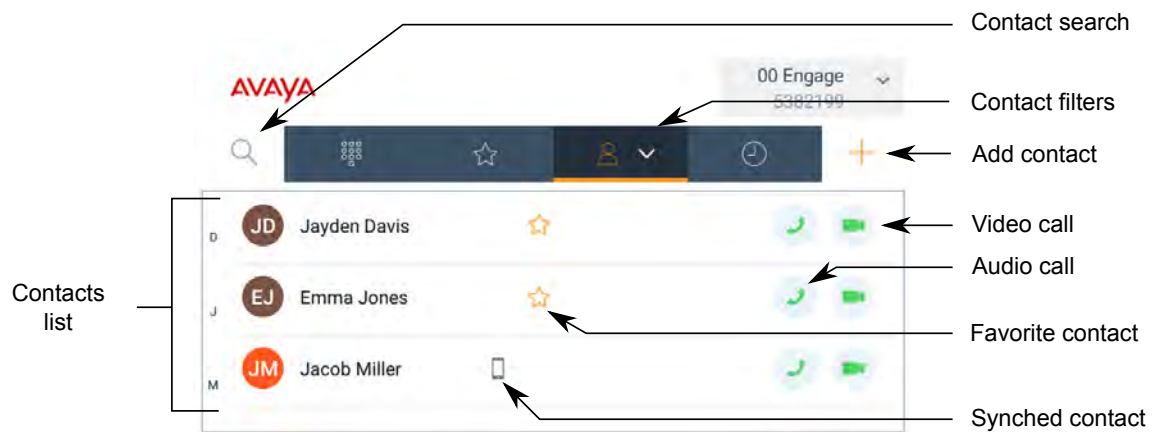 Contact search
AVAYA
00 Engage
5382199
Contact filters
Add contact
D
JD
Jayden Davis
Video call
Audio call
Contacts
list
J
EJ
Emma Jones
Favorite contact
M
JM
Jacob Miller
Synched contact